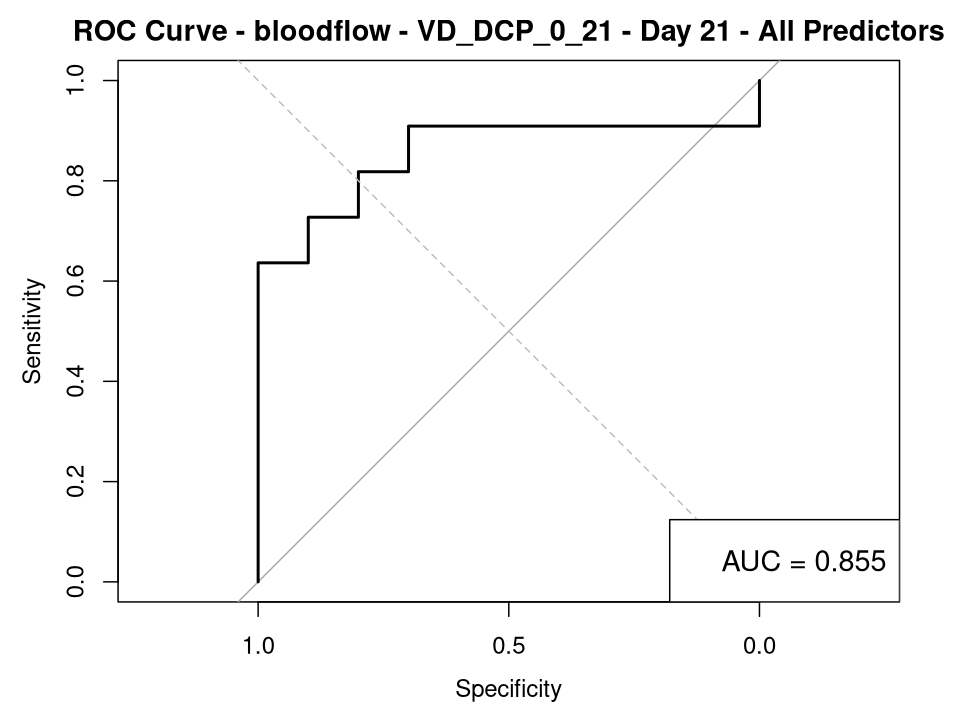 ROC Curve - bloodflow - VD_DCP_0_21 - Day 21 - All Predictors
1.0
0.8
0.6
0.4
0.2
0.0
Sensitivity
AUC = 0.855
1.0 0.5 0.0
Specificity